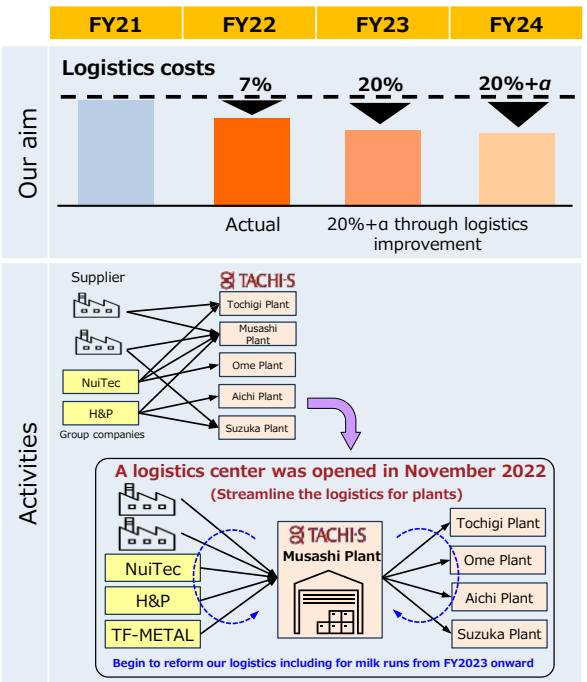 FY21 FY22 FY23 FY24
Our aim
Logistics costs
7% 20% 20%+α
Actual
20%+α through logistics
improvement
Activities
Supplier
TACHI-S
Tochigi Plant
Musashi
Plant
Ome Plant
Aichi Plant
Suzuka Plant
NuiTec
H&P
Group companies
A logistics center was opened in November 2022
(Streamline the logistics for plants)
NuiTec
H&P
TF-METAL
TACHI-S
Musashi Plant
Tochigi Plant
Ome Plant
Aichi Plant
Suzuka Plant
Begin to reform our logistics including for milk runs from FY2023 onward